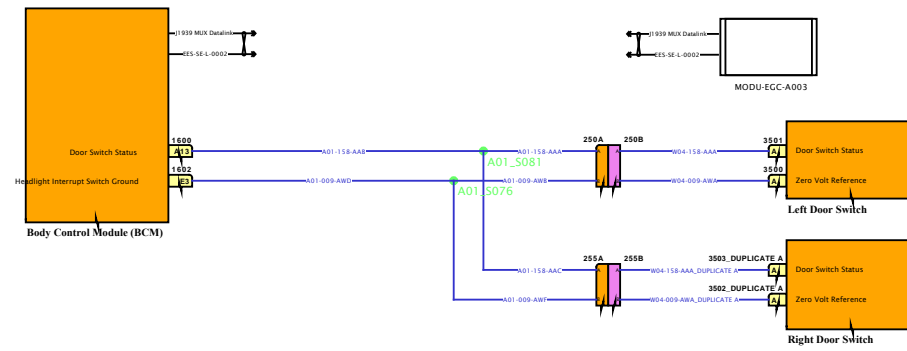 J1939 MUX Datalink
EES-SE-L-0002
J1939 MUX Datalink
EES-SE-L-0002
MODU-EGC-A003
1600
Door Switch Status
A13
A01-158-AAB
A01-158-AAA
A01_S081
250A
250B
A
A
W04-158-AAA
3501
A
Door Switch Status
1602
Headlight Interrupt Switch Ground
E3
A01-009-AWD
A01-009-AWB
A01_S076
W04-009-AWA
3500
A
Zero Volt Reference
Left Door Switch
Body Control Module (BCM)
255A
255B
A01-158-AAC
A
A
W04-158-AAA_DUPLICATE A
3503_DUPLICATE A
A
Door Switch Status
A01-009-AWF
W04-009-AWA_DUPLICATE A
3502_DUPLICATE A
A
Zero Volt Reference
Right Door Switch